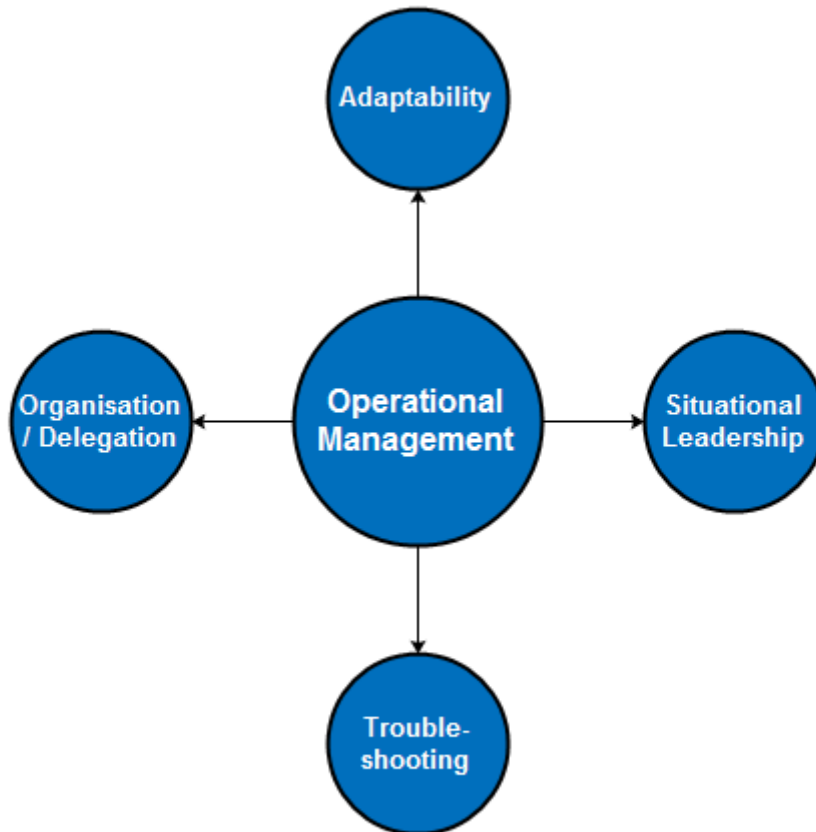 Adaptability
Organisation
/ Delegation
Operational
Management
Situational
Leadership
Trouble-
shooting